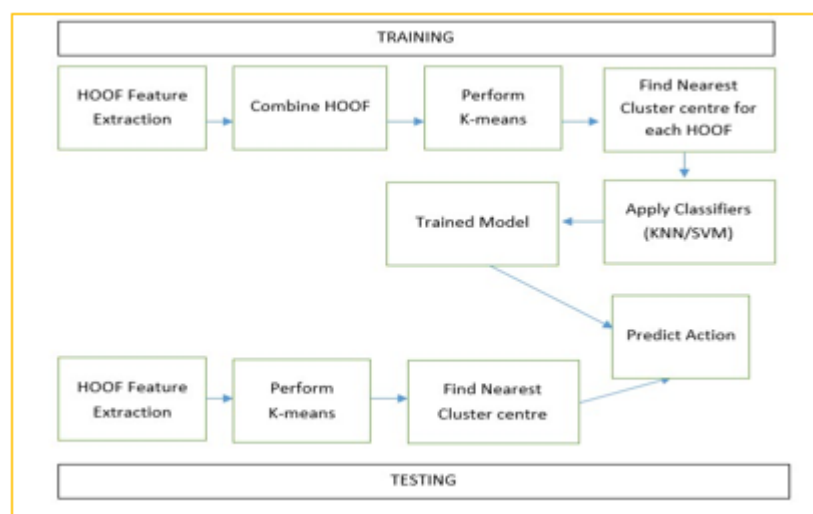 TRAINING
HOOF Feature
Extraction
Combine HOOF
Perform
K-means
Find Nearest
Cluster centre for
each HOOF
Trained Model
Apply Classifiers
(KNN/SVM)
Predict Action
HOOF Feature
Extraction
Perform
K-means
Find Nearest
Cluster centre
TESTING